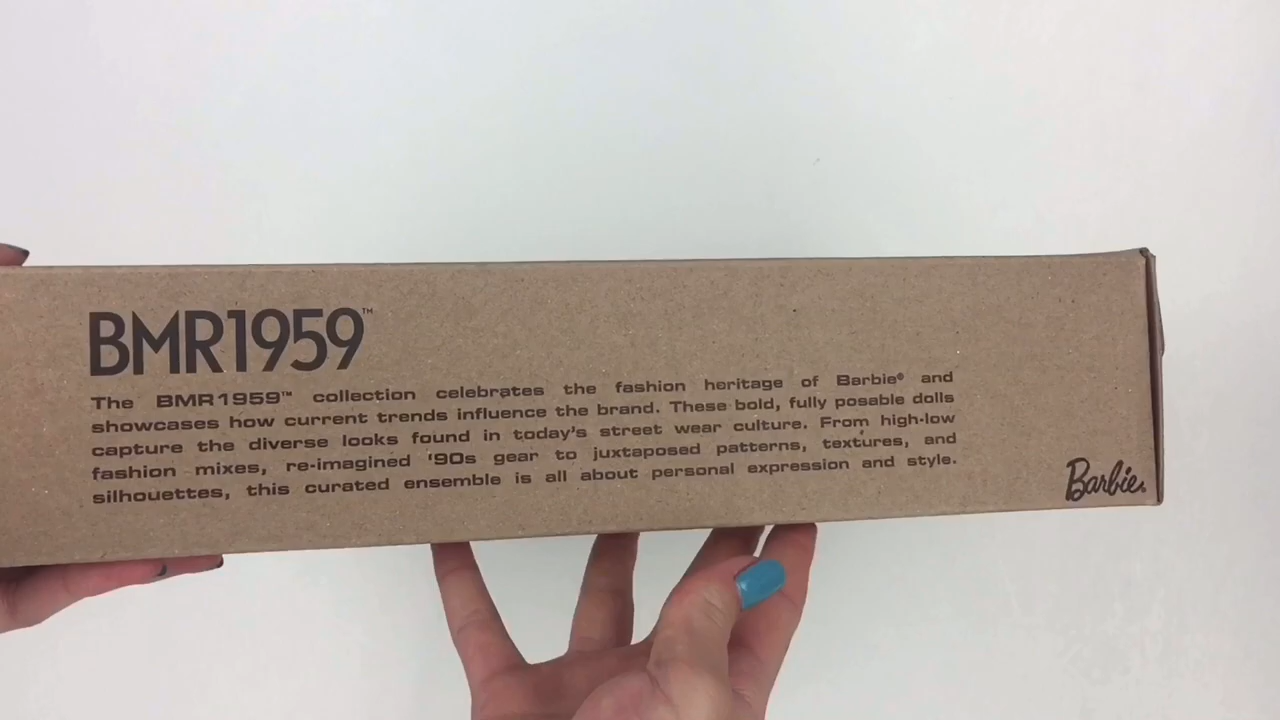 BMR1959™
The BMR1959™ collection celebrates the fashion heritage of Barbie® and
showcases how current trends influence the brand. These bold, fully posable dolls
capture the diverse looks found in today's street wear culture. From high-low
fashion mixes, re-imagined '90s gear to juxtaposed patterns, textures, and
silhouettes, this curated ensemble is all about personal expression and style.
Barbie®